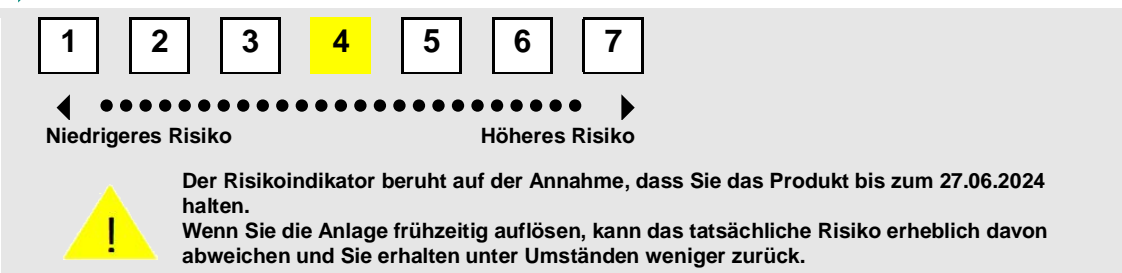 1 2 3 4 5 6 7
Niedrigeres Risiko Höheres Risiko
Der Risikoindikator beruht auf der Annahme, dass Sie das Produkt bis zum 27.06.2024
halten.
! Wenn Sie die Anlage frühzeitig auflösen, kann das tatsächliche Risiko erheblich davon
abweichen und Sie erhalten unter Umständen weniger zurück.